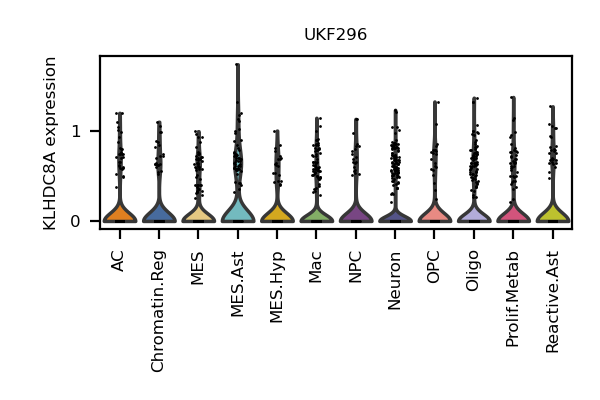 UKF296
KLHDC8A expression
1
0
AC
Chromatin.Reg
MES
MES.Ast
MES.Hyp
Mac
NPC
Neuron
OPC
Oligo
Prolif.Metab
Reactive.Ast